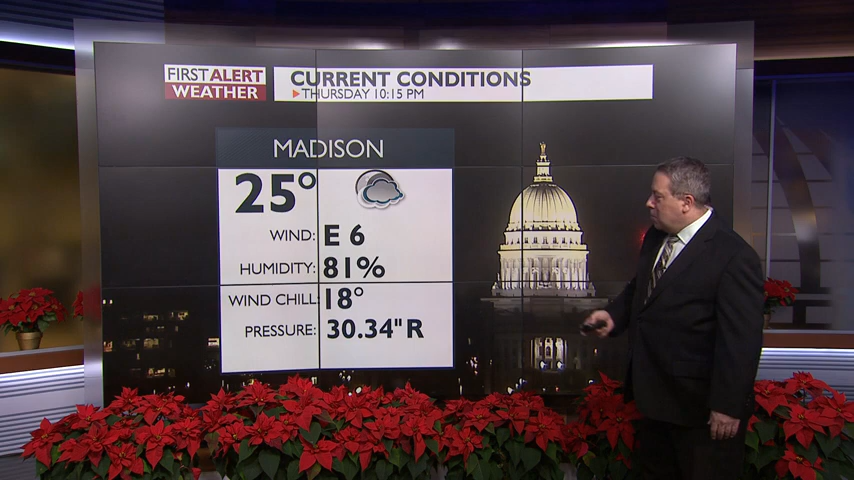 FIRST ALERT
WEATHER
CURRENT CONDITIONS
THURSDAY 10:15 PM
MADISON
25°
WIND: E 6
HUMIDITY: 81%
WIND CHILL: 18°
PRESSURE: 30.34" R